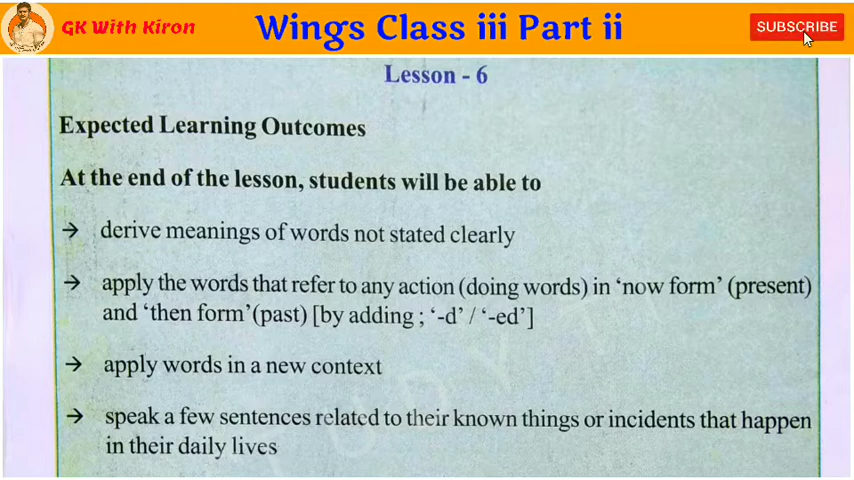 GK With Kiron
Wings Class iii Part ii
SUBSCRIBE
Lesson - 6
Expected Learning Outcomes
At the end of the lesson, students will be able to
→ derive meanings of words not stated clearly
→ apply the words that refer to any action (doing words) in ‘now form’ (present)
and ‘then form’(past) [by adding ; ‘-d’ / ‘-ed’]
→ apply words in a new context
→ speak a few sentences related to their known things or incidents that happen
in their daily lives